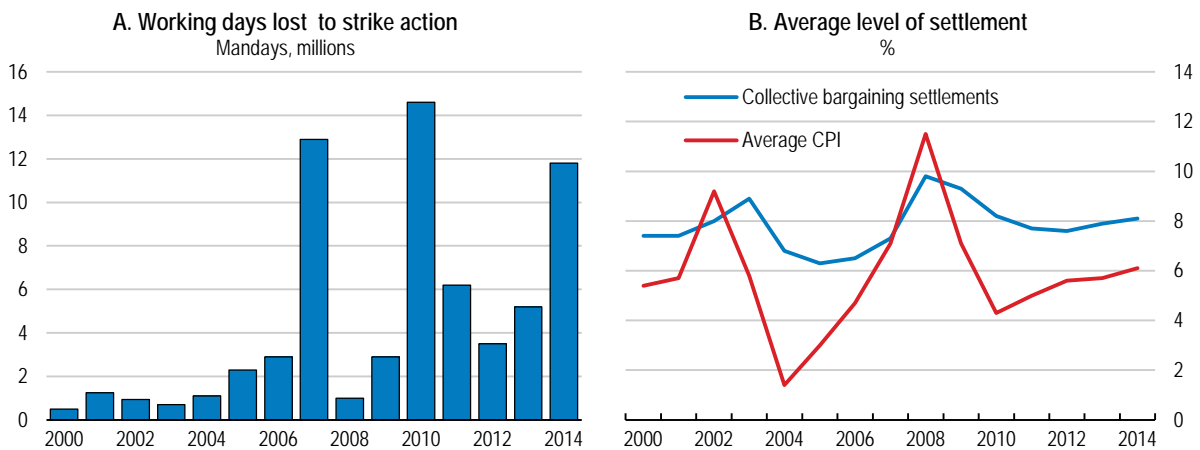 A. Working days lost to strike action
Mandays, millions
16
14
12
10
8
6
4
2
0
2000 2002 2004 2006 2008 2010 2012 2014
B. Average level of settlement
%
Collective bargaining settlements
Average CPI
14
12
10
8
6
4
2
0
2000 2002 2004 2006 2008 2010 2012 2014